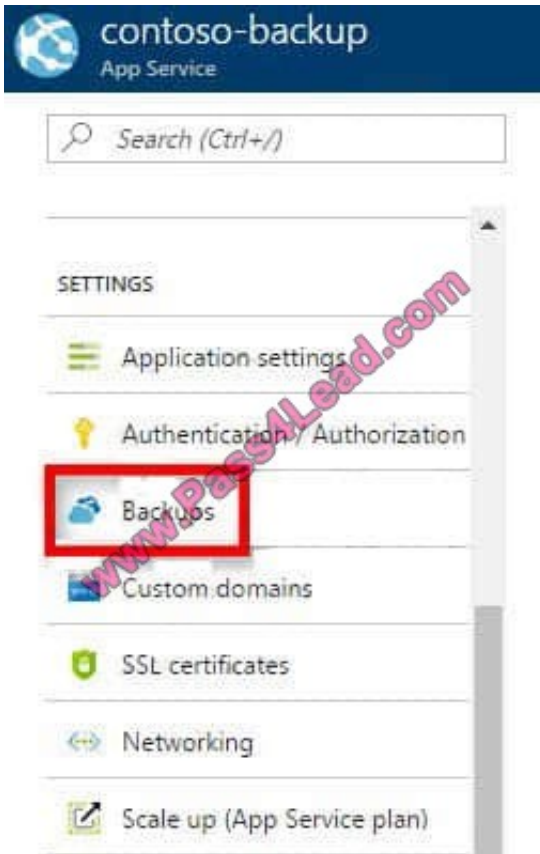 contoso-backup
App Service
Search (Ctrl+/)
SETTINGS
Application settings
Authentication / Authorization
Backups
Custom domains
SSL certificates
Networking
Scale up (App Service plan)
www.Pass4Lead.com